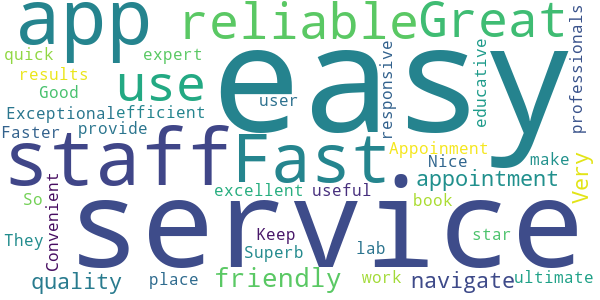 app
reliable
Great
easy
quick
expert
results
use
Good
user
responsive
educative
professionals
Exceptional
efficient
Faster
provide
staff
Fast
Appoinment
Nice
make
Very
appointment
Convenient
excellent
useful
So
book
service
They
Keep
Superb
lab
star
quality
place
friendly
work
navigate
ultimate